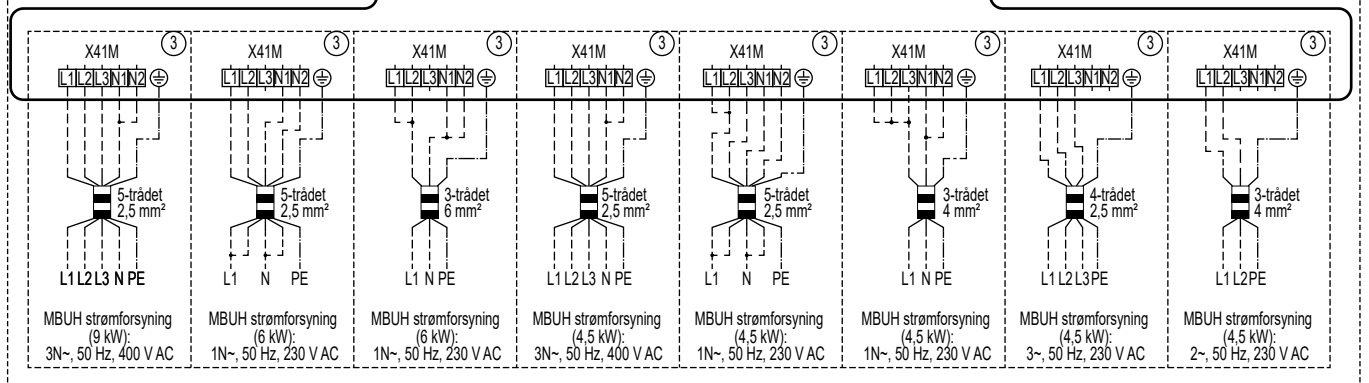 X41M 3
L1 L2 L3 N1 N2
5-trådet
2,5 mm²
L1 L2 L3 N PE
MBUH strømforsyning
(9 kW):
3N~, 50 Hz, 400 V AC
X41M 3
L1 L2 L3 N1 N2
5-trådet
2,5 mm²
L1 N PE
MBUH strømforsyning
(6 kW):
1N~, 50 Hz, 230 V AC
X41M 3
L1 L2 L3 N1 N2
3-trådet
6 mm²
L1 N PE
MBUH strømforsyning
(6 kW):
1N~, 50 Hz, 230 V AC
X41M 3
L1 L2 L3 N1 N2
5-trådet
2,5 mm²
L1 L2 L3 N PE
MBUH strømforsyning
(4,5 kW):
3N~, 50 Hz, 400 V AC
X41M 3
L1 L2 L3 N1 N2
5-trådet
2,5 mm²
L1 N PE
MBUH strømforsyning
(4,5 kW):
1N~, 50 Hz, 230 V AC
X41M 3
L1 L2 L3 N1 N2
3-trådet
4 mm²
L1 N PE
MBUH strømforsyning
(4,5 kW):
1N~, 50 Hz, 230 V AC
X41M 3
L1 L2 L3 N1 N2
4-trådet
2,5 mm²
L1 L2 L3 PE
MBUH strømforsyning
(4,5 kW):
3~, 50 Hz, 230 V AC
X41M 3
L1 L2 L3 N1 N2
3-trådet
4 mm²
L1 L2 PE
MBUH strømforsyning
(4,5 kW):
2~, 50 Hz, 230 V AC